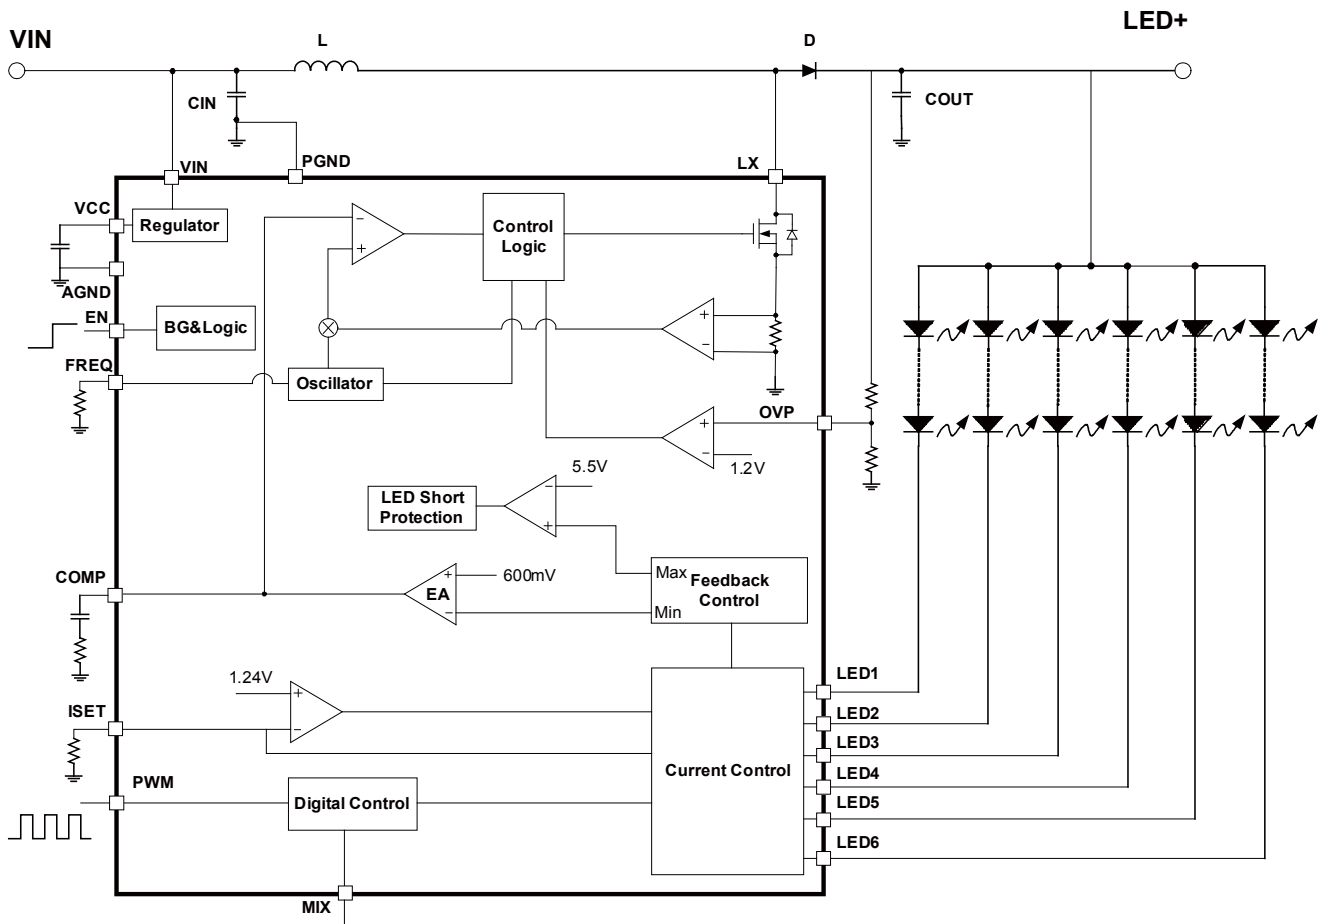 LED+
VIN
L
D
CIN
COUT
VIN
PGND
LX
VCC
Regulator
−
+
Control
Logic
AGND
EN
BG&Logic
+
−
FREQ
Oscillator
OVP
+
−
1.2V
5.5V
−
+
LED Short
Protection
COMP
EA
+
−
600mV
Max
Min
Feedback
Control
1.24V
+
−
ISET
LED1
LED2
LED3
LED4
LED5
LED6
Current Control
PWM
Digital Control
MIX